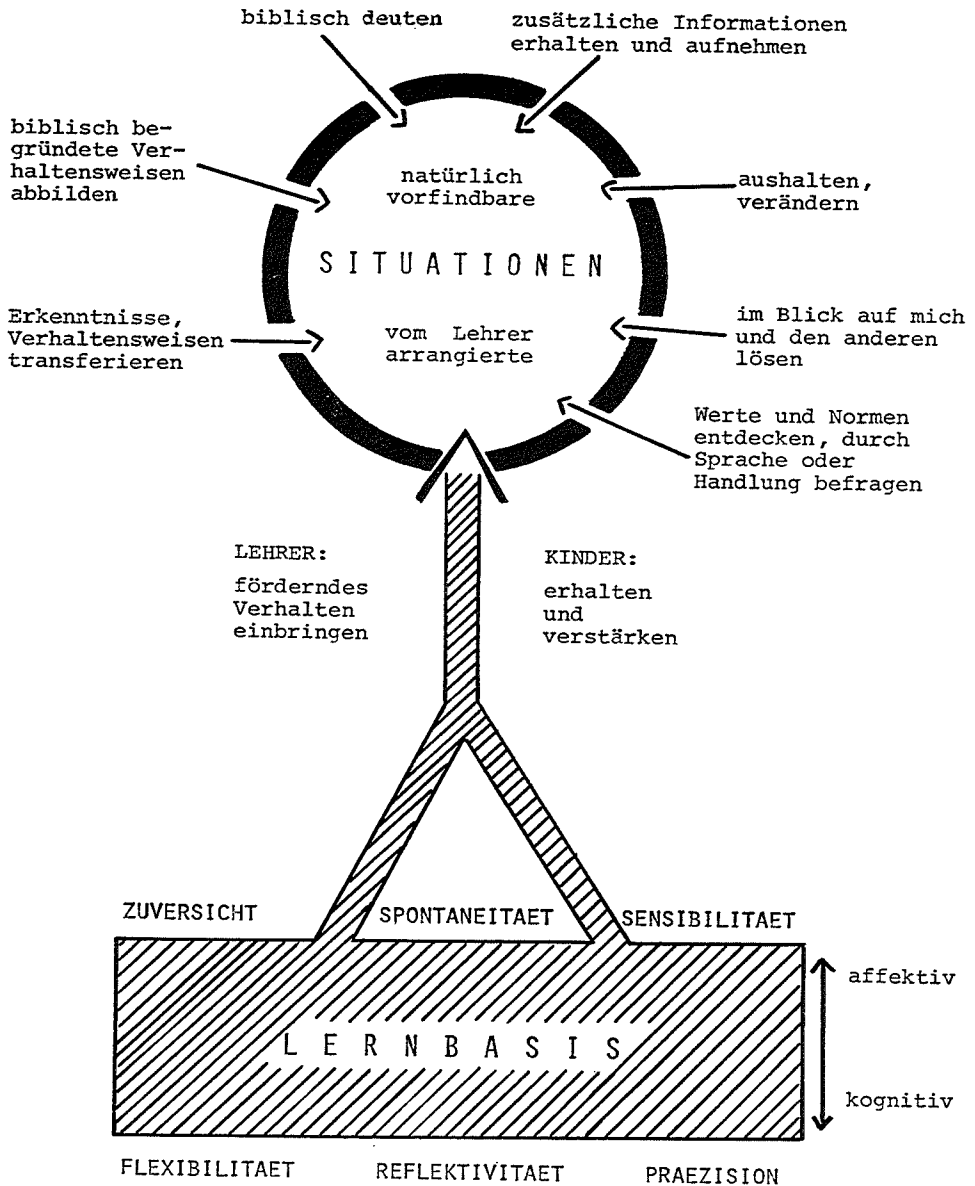 biblisch deuten
zusätzliche Informationen
erhalten und aufnehmen
biblisch be-
gründete Ver-
haltensweisen
abbilden
natürlich
vorfindbare
aushalten,
verändern
SITUATIONEN
Erkenntnisse,
Verhaltensweisen
transferieren
vom Lehrer
arrangierte
im Blick auf mich
und den anderen
lösen
Werte und Normen
entdecken, durch
Sprache oder
Handlung befragen
LEHRER:
förderndes
Verhalten
einbringen
KINDER:
erhalten
und
verstärken
ZUVERSICHT
SPONTANEITAET
SENSIBILITAET
affektiv
LERNBASIS
kognitiv
FLEXIBILITAET
REFLEKTIVITAET
PRAEZISION